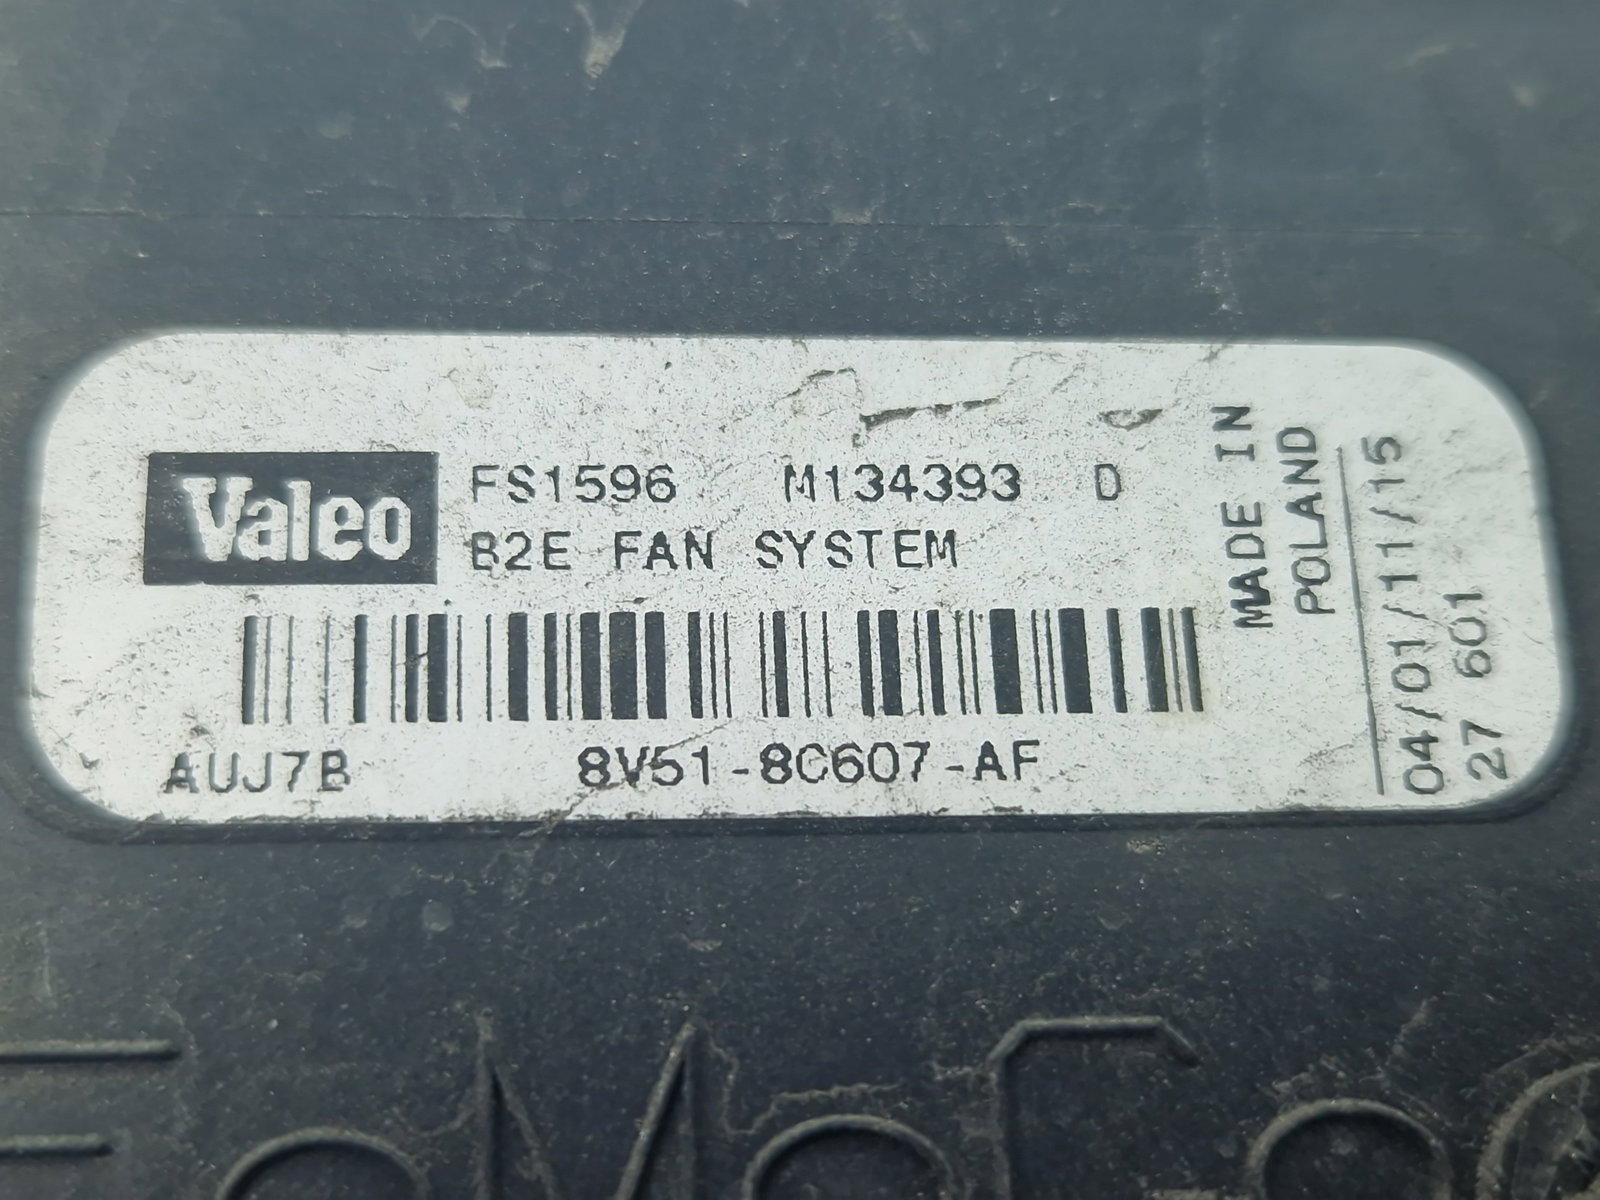 Valeo
FS1596 M134393 D
B2E FAN SYSTEM
AUJ7B 8V51-8C607-AF
MADE IN
POLAND
04/01/11/15
27 601
FoMoCo